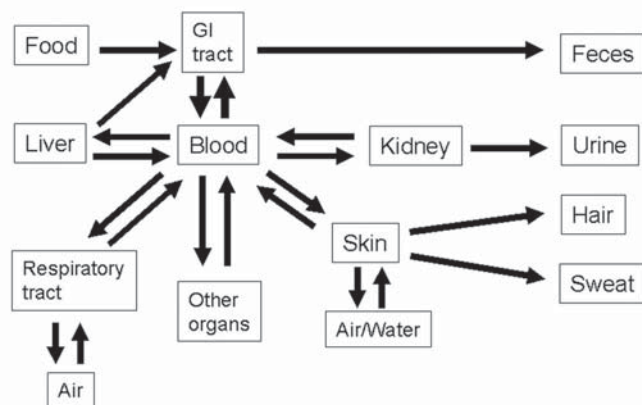 Food
GI
tract
Feces
Liver
Blood
Kidney
Urine
Hair
Skin
Respiratory
tract
Sweat
Other
organs
Air/Water
Air